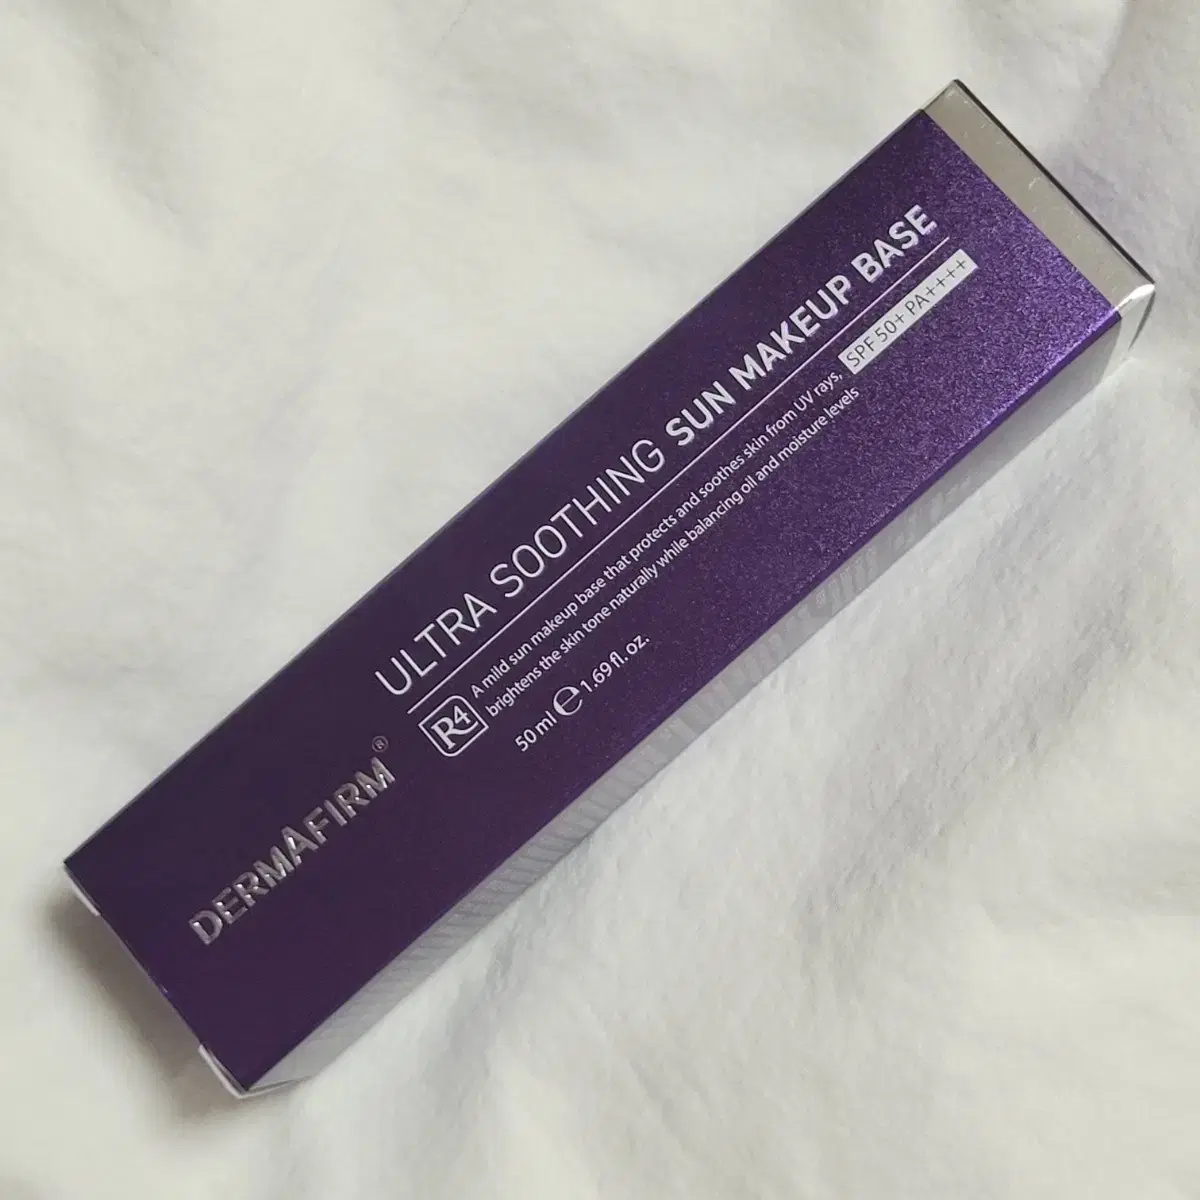 DERMAFIRM®
ULTRA SOOTHING SUN MAKEUP BASE
SPF 50+ PA++++
R4
A mild sun makeup base that protects and soothes skin from UV rays,
brightens the skin tone naturally while balancing oil and moisture levels
50 ml ℮ 1.69 fl. oz.